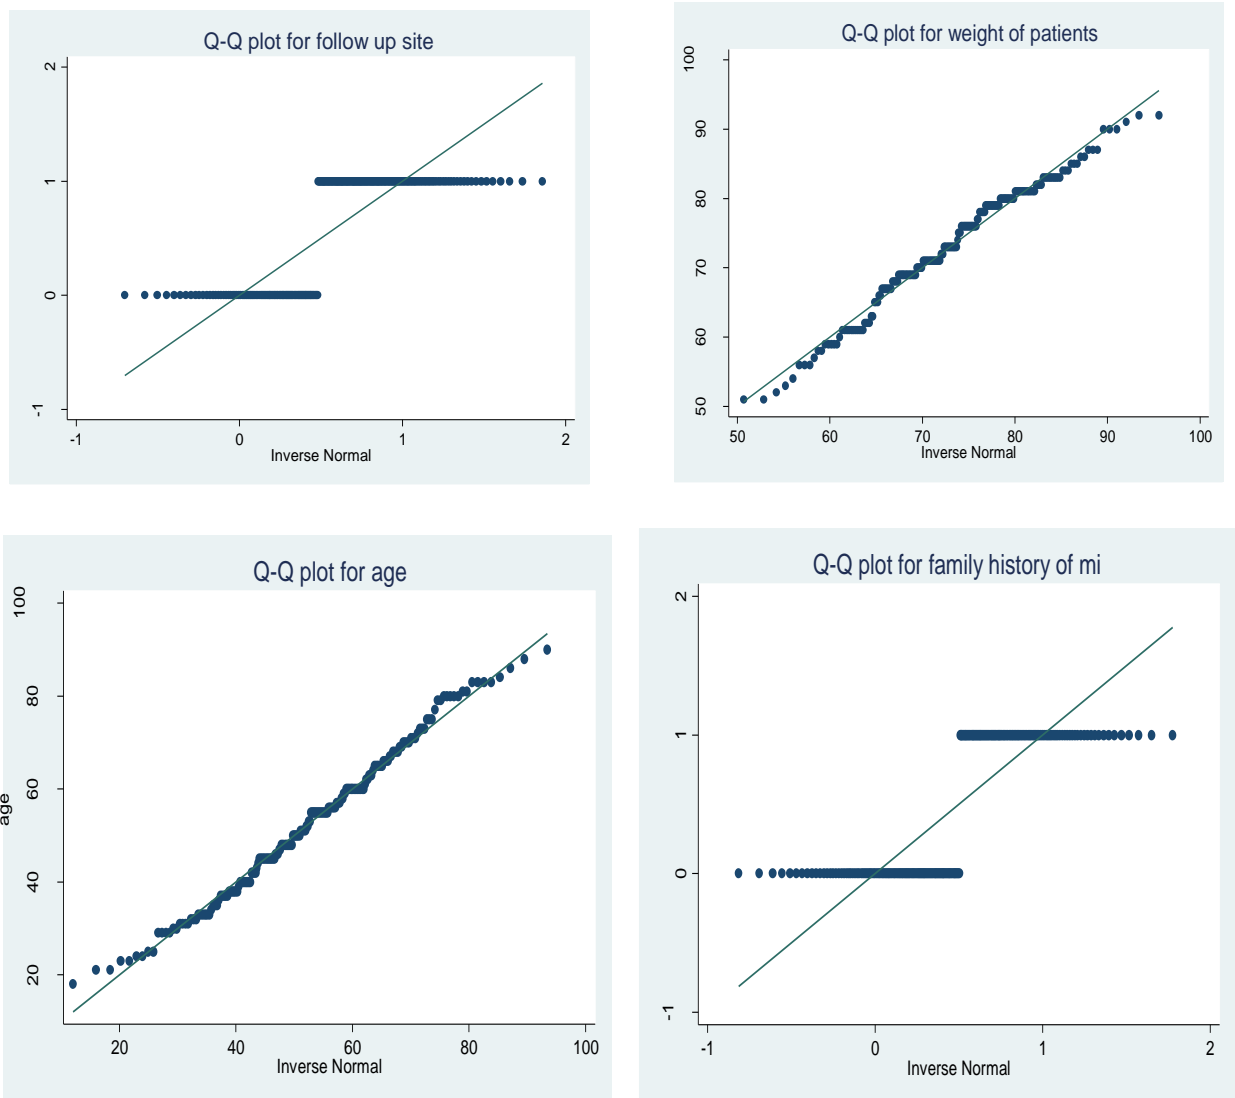 Q-Q plot for follow up site
2
1
0
-1
-1 0 1 2
Inverse Normal
Q-Q plot for weight of patients
100
90
80
70
60
50
50 60 70 80 90 100
Inverse Normal
Q-Q plot for age
100
80
60
40
20
age
20 40 60 80 100
Inverse Normal
Q-Q plot for family history of mi
2
1
0
-1
-1 0 1 2
Inverse Normal